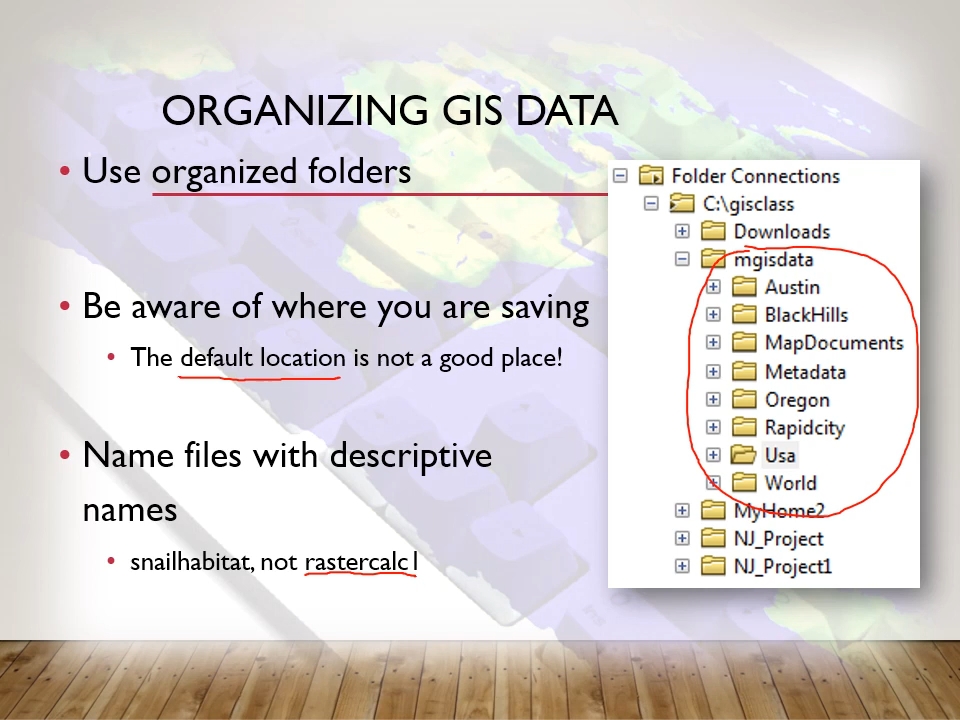 ORGANIZING GIS DATA
• Use organized folders
• Be aware of where you are saving
• The default location is not a good place!
• Name files with descriptive
names
• snailhabitat, not rastercalc1
Folder Connections
C:\gisclass
Downloads
mgisdata
Austin
BlackHills
MapDocuments
Metadata
Oregon
Rapidcity
Usa
World
MyHome2
NJ_Project
NJ_Project1